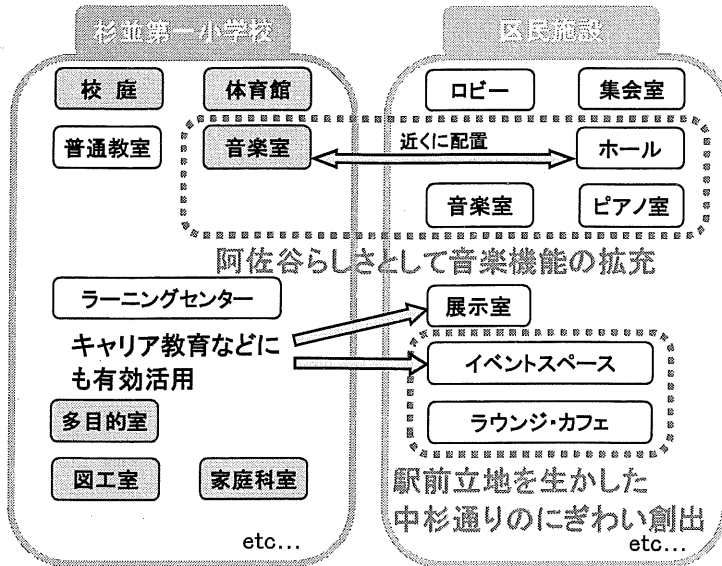 杉並第一小学校
区民施設
校庭
体育館
ロビー
集会室
普通教室
音楽室
近くに配置
ホール
音楽室
ピアノ室
阿佐谷らしさとして音楽機能の拡充
ラーニングセンター
展示室
キャリア教育などに
も有効活用
イベントスペース
多目的室
ラウンジ・カフェ
図工室
家庭科室
駅前立地を生かした
中杉通りのにぎわい創出
etc...
etc...